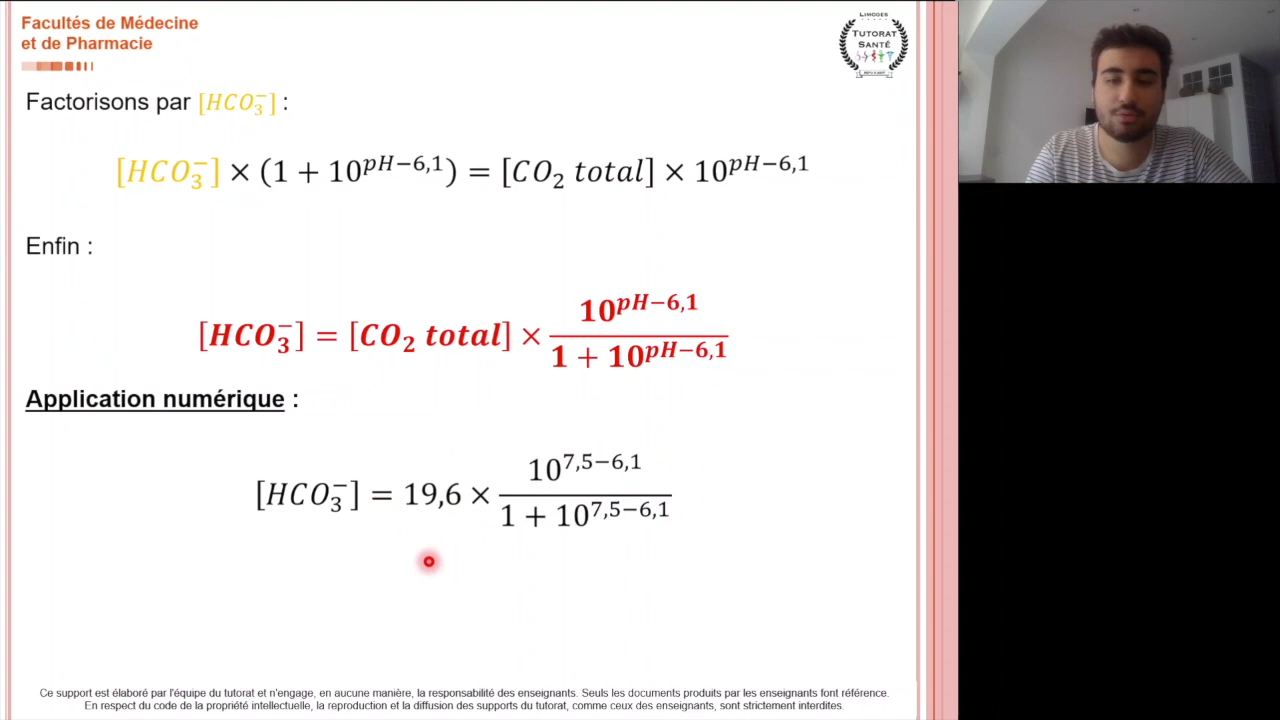 Facultés de Médecine
et de Pharmacie
LIMOGES
TUTORAT
SANTÉ
Factorisons par [HCO₃⁻] :
[HCO₃⁻] × (1 + 10^{pH−6,1}) = [CO₂ total] × 10^{pH−6,1}
Enfin :
[HCO₃⁻] = [CO₂ total] × \frac{10^{pH−6,1}}{1 + 10^{pH−6,1}}
Application numérique :
[HCO₃⁻] = 19,6 × \frac{10^{7,5−6,1}}{1 + 10^{7,5−6,1}}
Ce support est élaboré par l'équipe du tutorat et n'engage, en aucune manière, la responsabilité des enseignants. Seuls les documents produits par les enseignants font référence.
En respect du code de la propriété intellectuelle, la reproduction et la diffusion des supports du tutorat, comme ceux des enseignants, sont strictement interdites.